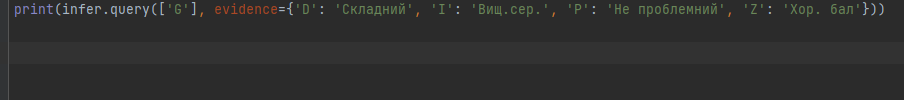 print(infer.query(['G'], evidence={'D': 'Складний', 'I': 'Вищ.сер.', 'P': 'Не проблемний', 'Z': 'Хор. бал'}))